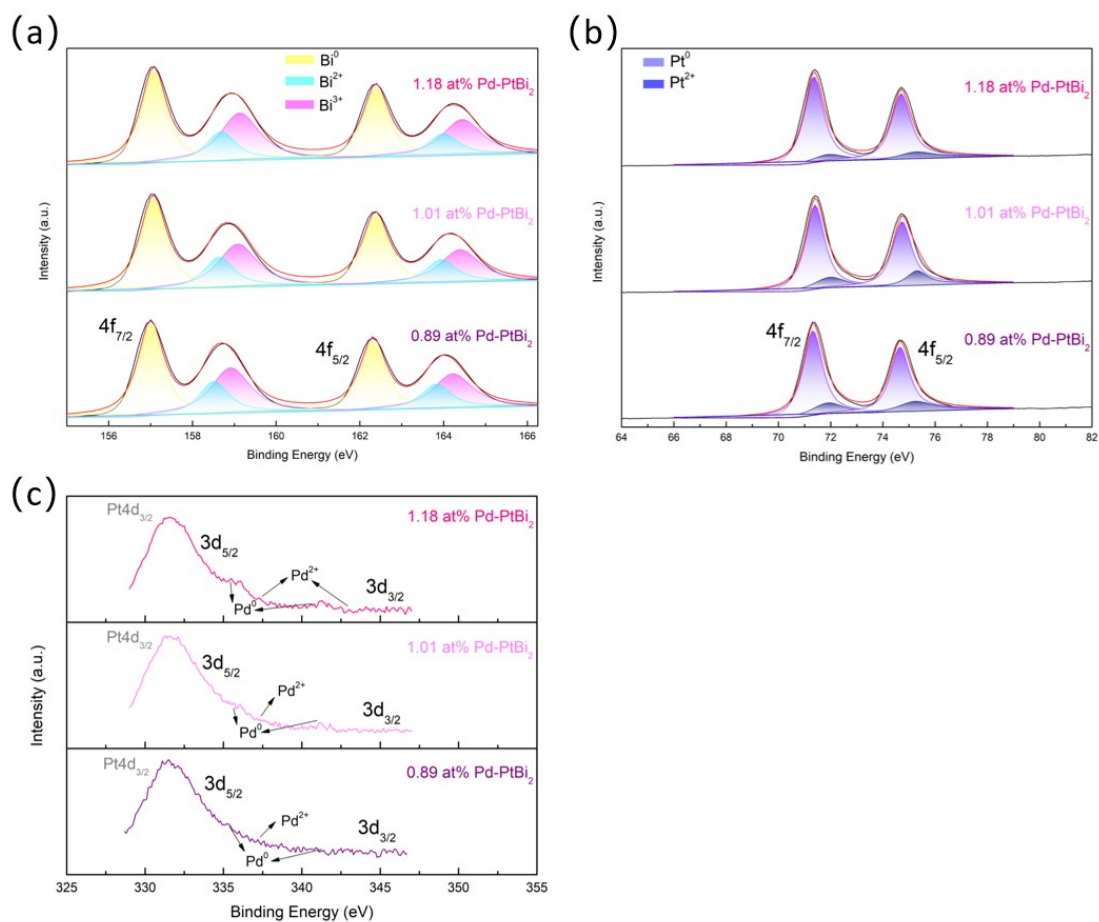 (a)
Bi⁰
Bi²⁺
Bi³⁺
1.18 at% Pd-PtBi₂
1.01 at% Pd-PtBi₂
4f₇/₂
4f₅/₂
0.89 at% Pd-PtBi₂
Intensity (a.u.)
156 158 160 162 164 166
Binding Energy (eV)
(b)
Pt⁰
Pt²⁺
1.18 at% Pd-PtBi₂
1.01 at% Pd-PtBi₂
4f₇/₂
4f₅/₂
0.89 at% Pd-PtBi₂
Intensity (a.u.)
64 66 68 70 72 74 76 78 80 82
Binding Energy (eV)
(c)
Pt4d₃/₂
1.18 at% Pd-PtBi₂
3d₅/₂
Pd²⁺
3d₃/₂
Pd⁰
Pt4d₃/₂
1.01 at% Pd-PtBi₂
3d₅/₂
Pd²⁺
3d₃/₂
Pd⁰
Pt4d₃/₂
0.89 at% Pd-PtBi₂
3d₅/₂
Pd²⁺
3d₃/₂
Pd⁰
Intensity (a.u.)
325 330 335 340 345 350 355
Binding Energy (eV)